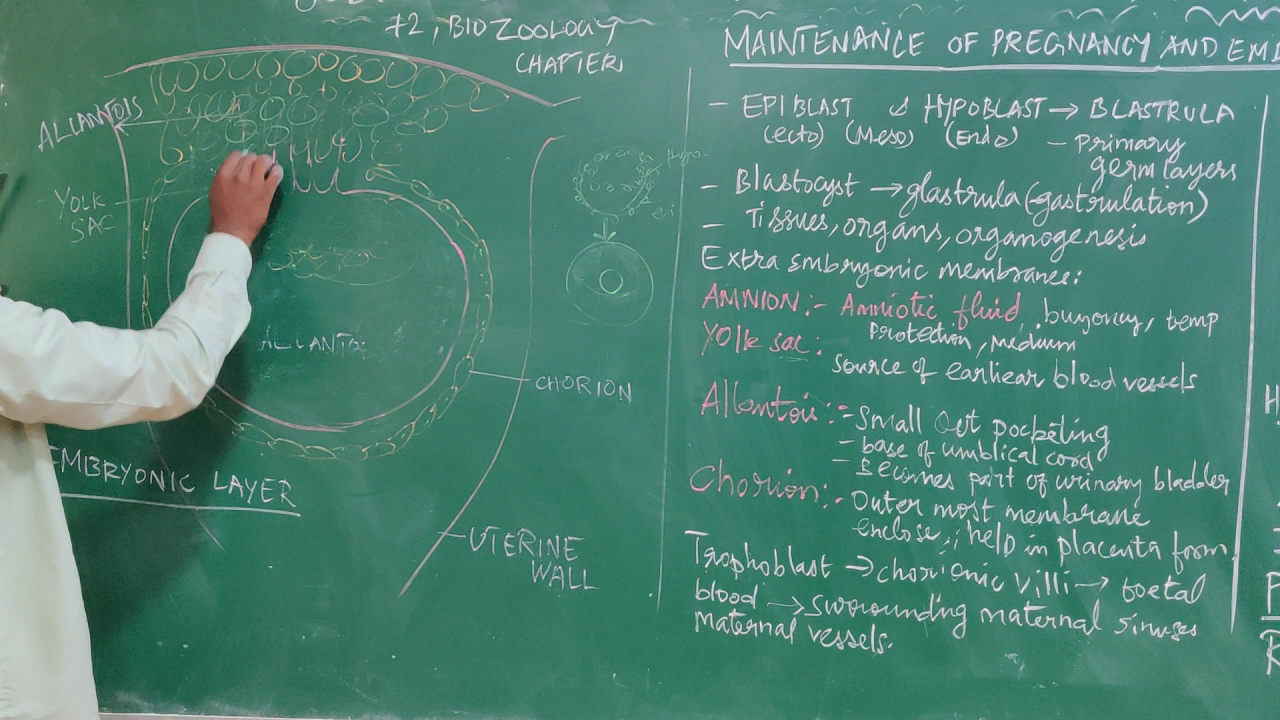 +2, BIO ZOOLOGY
CHAPTER
ALLANTOIS
YOLK
SAC
ALLANTO
CHORION
EMBRYONIC LAYER
UTERINE
WALL
MAINTENANCE OF PREGNANCY AND EMB
- EPIBLAST & HYPOBLAST → BLASTRULA
(ecto) (Meso) (Endo) - primary
germ layers
- Blastocyst → glastrula (gastrulation)
- Tissues, organs, organogenesis
Extra embryonic membranes:
AMNION:- Amniotic fluid, buyoncy, temp
Protection, medium
Yolk sac:
source of earliear blood vessels
Allantois:- Small Out pocketing
- base of umblical cord
- Becomes part of urinary bladder
Chorion:- Outer most membrane
enclose, help in placenta form.
Trophoblast → chorionic villi → foetal
blood → surrounding maternal sinuses
maternal vessels.